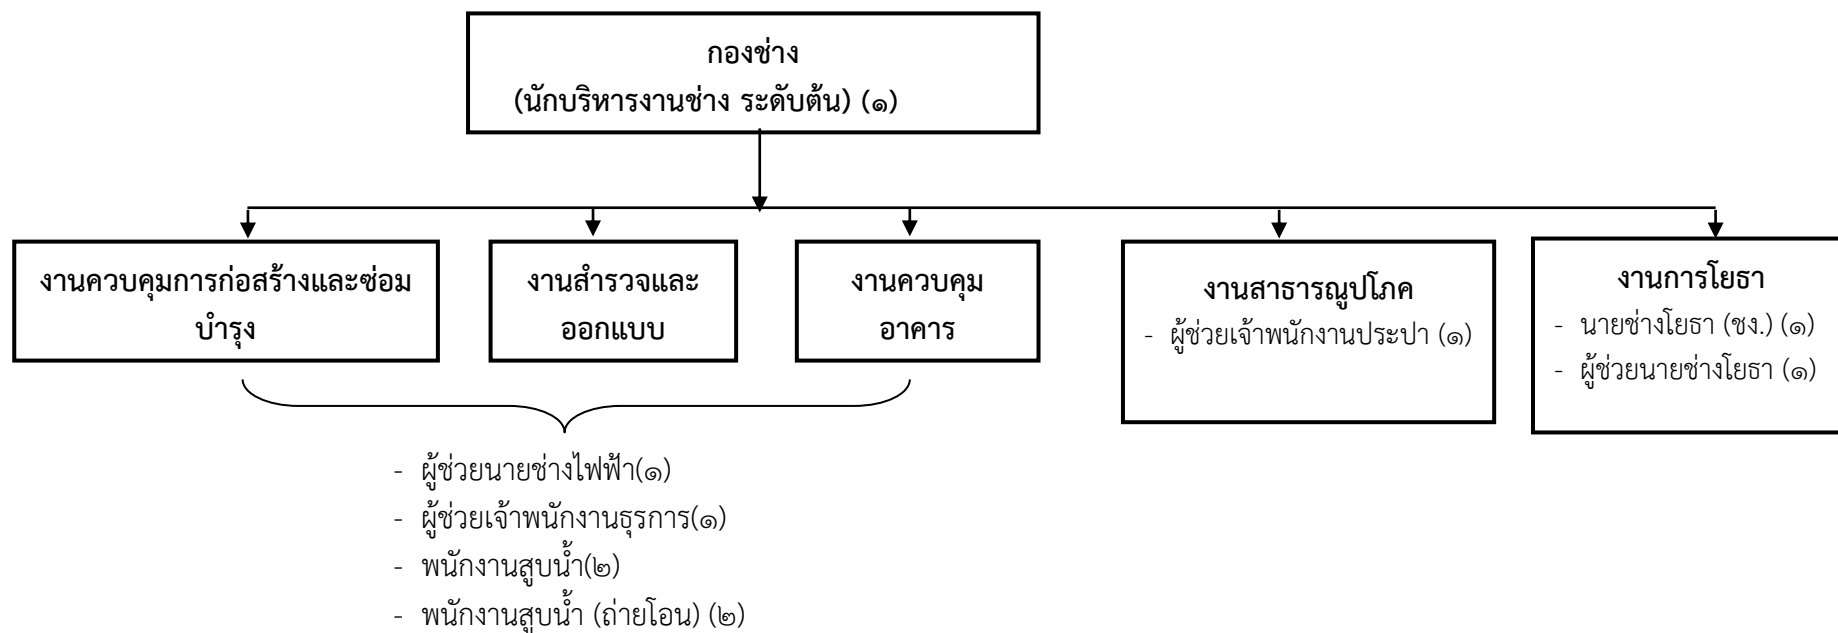 กองช่าง
(นักบริหารงานช่าง ระดับต้น) (๑)
งานควบคุมการก่อสร้างและซ่อม
บำรุง
งานสำรวจและ
ออกแบบ
งานควบคุม
อาคาร
งานสาธารณูปโภค
- ผู้ช่วยเจ้าพนักงานประปา (๑)
งานการโยธา
- นายช่างโยธา (ชง.) (๑)
- ผู้ช่วยนายช่างโยธา (๑)
- ผู้ช่วยนายช่างไฟฟ้า(๑)
- ผู้ช่วยเจ้าพนักงานธุรการ(๑)
- พนักงานสูบน้ำ(๒)
- พนักงานสูบน้ำ (ถ่ายโอน) (๒)